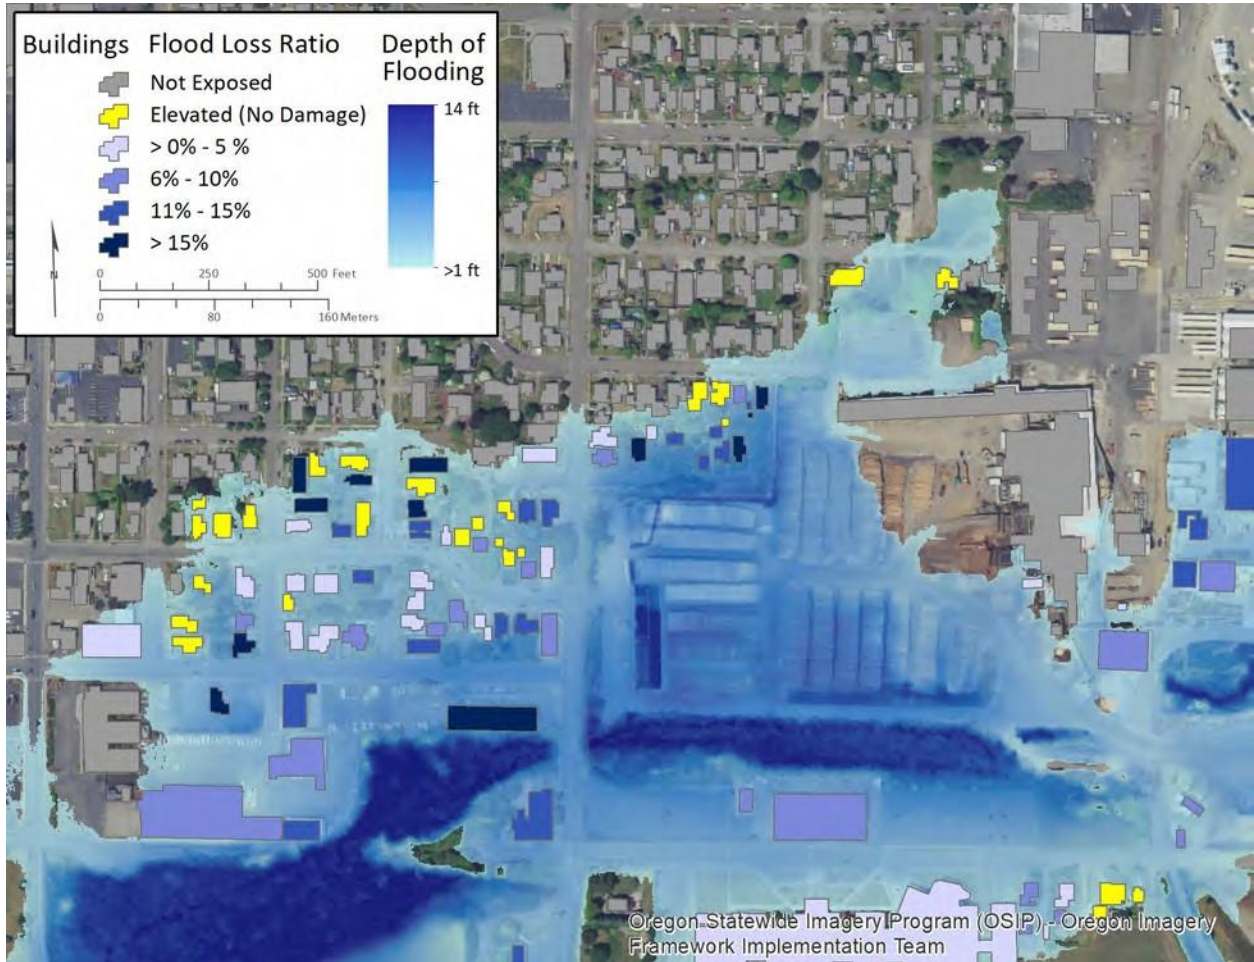 Buildings Flood Loss Ratio
Not Exposed
Elevated (No Damage)
> 0% - 5 %
6% - 10%
11% - 15%
> 15%
Depth of
Flooding
14 ft
>1 ft
N
0 250 500 Feet
0 80 160 Meters
Oregon Statewide Imagery Program (OSIP) - Oregon Imagery
Framework Implementation Team